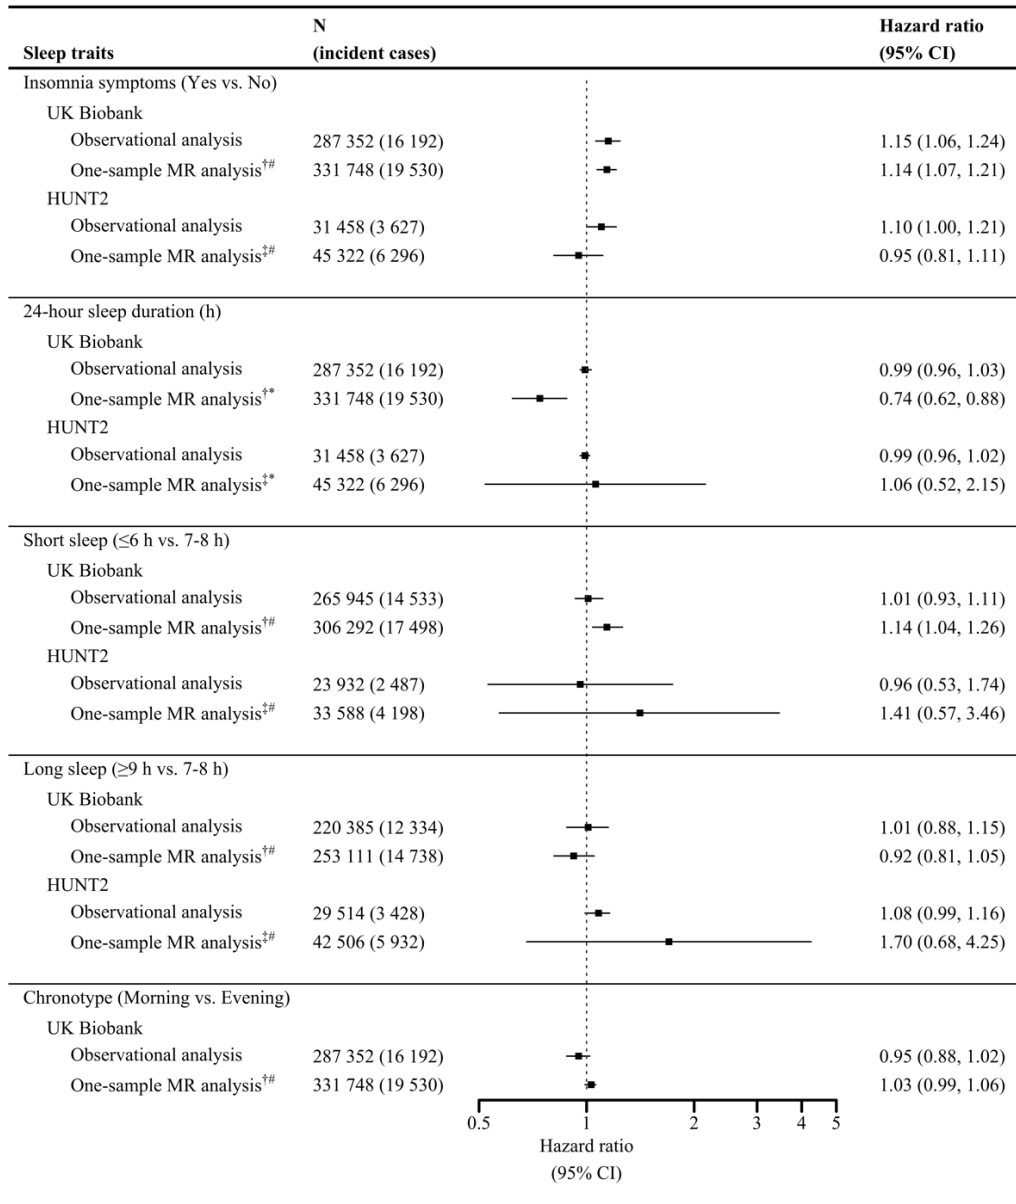 N Hazard ratio
Sleep traits (incident cases) (95% CI)
Insomnia symptoms (Yes vs. No)
UK Biobank
Observational analysis 287 352 (16 192) 1.15 (1.06, 1.24)
One-sample MR analysis†# 331 748 (19 530) 1.14 (1.07, 1.21)
HUNT2
Observational analysis 31 458 (3 627) 1.10 (1.00, 1.21)
One-sample MR analysis‡# 45 322 (6 296) 0.95 (0.81, 1.11)
24-hour sleep duration (h)
UK Biobank
Observational analysis 287 352 (16 192) 0.99 (0.96, 1.03)
One-sample MR analysis†* 331 748 (19 530) 0.74 (0.62, 0.88)
HUNT2
Observational analysis 31 458 (3 627) 0.99 (0.96, 1.02)
One-sample MR analysis‡* 45 322 (6 296) 1.06 (0.52, 2.15)
Short sleep (≤6 h vs. 7-8 h)
UK Biobank
Observational analysis 265 945 (14 533) 1.01 (0.93, 1.11)
One-sample MR analysis†# 306 292 (17 498) 1.14 (1.04, 1.26)
HUNT2
Observational analysis 23 932 (2 487) 0.96 (0.53, 1.74)
One-sample MR analysis‡# 33 588 (4 198) 1.41 (0.57, 3.46)
Long sleep (≥9 h vs. 7-8 h)
UK Biobank
Observational analysis 220 385 (12 334) 1.01 (0.88, 1.15)
One-sample MR analysis†# 253 111 (14 738) 0.92 (0.81, 1.05)
HUNT2
Observational analysis 29 514 (3 428) 1.08 (0.99, 1.16)
One-sample MR analysis‡# 42 506 (5 932) 1.70 (0.68, 4.25)
Chronotype (Morning vs. Evening)
UK Biobank
Observational analysis 287 352 (16 192) 0.95 (0.88, 1.02)
One-sample MR analysis†# 331 748 (19 530) 1.03 (0.99, 1.06)
0.5 1 2 3 4 5
Hazard ratio
(95% CI)